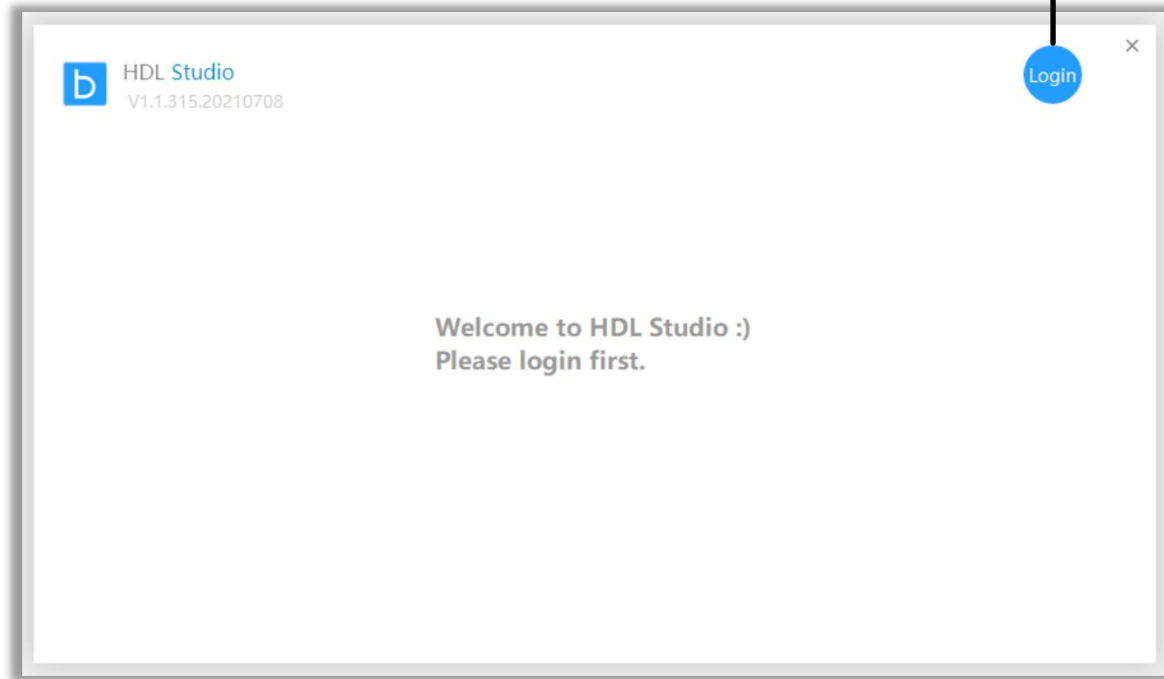 HDL Studio
V1.1.315.20210708
Login
Welcome to HDL Studio :)
Please login first.